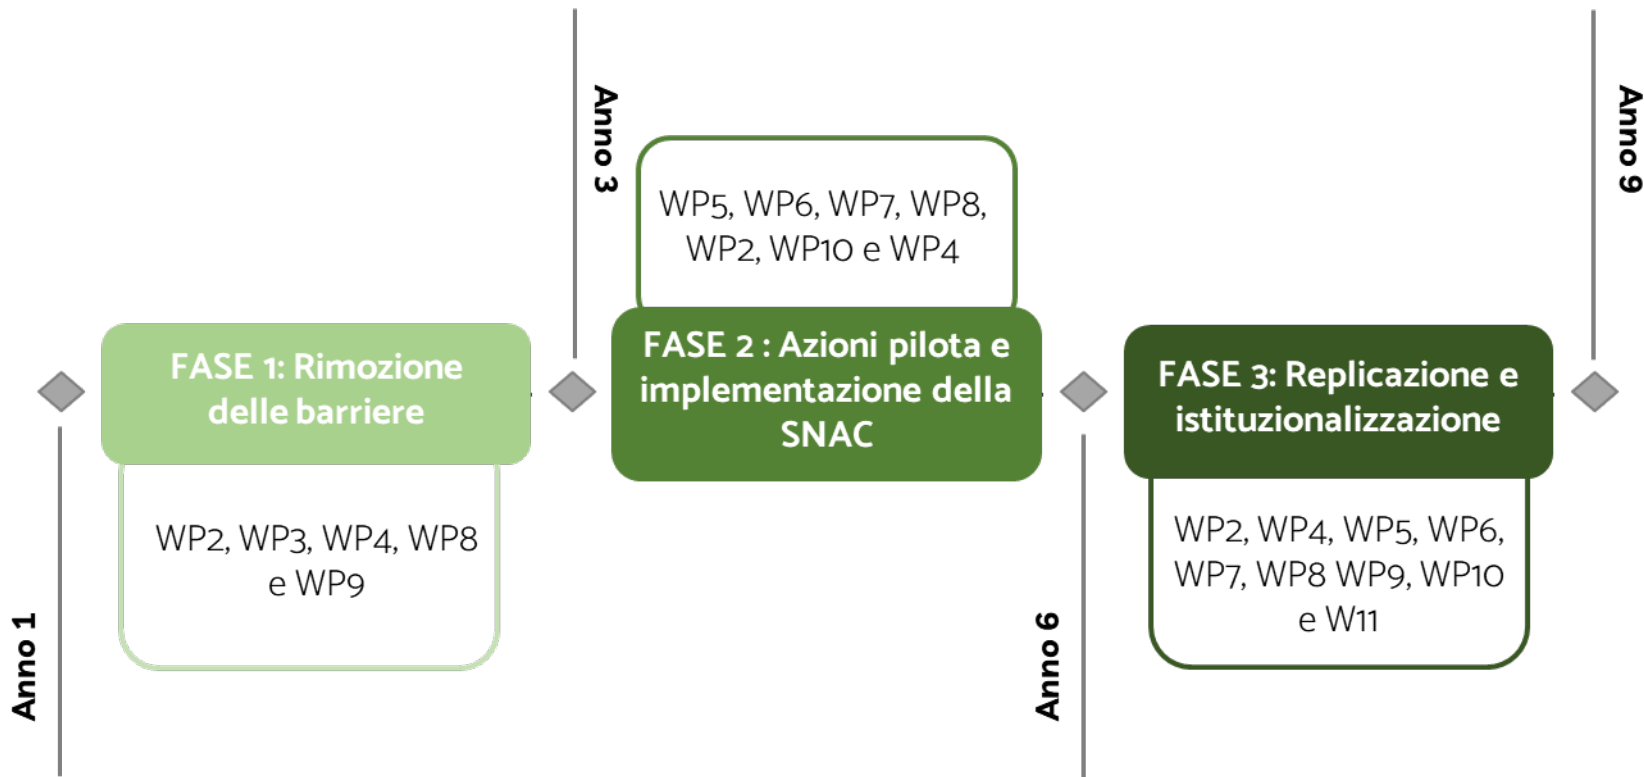 Anno 1
FASE 1: Rimozione
delle barriere
WP2, WP3, WP4, WP8
e WP9
Anno 3
WP5, WP6, WP7, WP8,
WP2, WP10 e WP4
FASE 2 : Azioni pilota e
implementazione della
SNAC
Anno 6
FASE 3: Replicazione e
istituzionalizzazione
WP2, WP4, WP5, WP6,
WP7, WP8 WP9, WP10
e W11
Anno 9